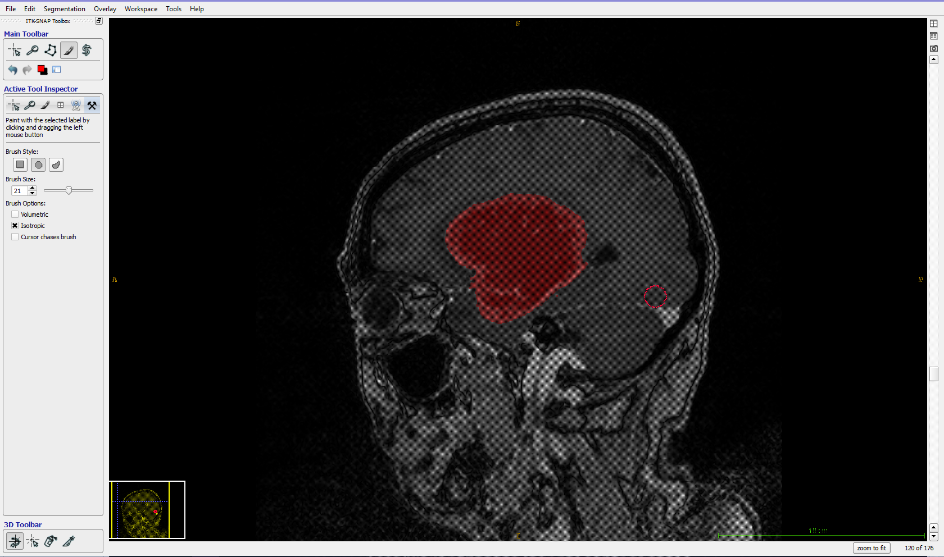 File Edit Segmentation Overlay Workspace Tools Help
ITK-SNAP Toolbox
Main Toolbar
Active Tool Inspector
Paint with the selected label by
clicking and dragging the left
mouse button
Brush Style:
Brush Size:
21
Brush Options:
Volumetric
Isotropic
Cursor chases brush
3D Toolbar
zoom to fit
120 of 176